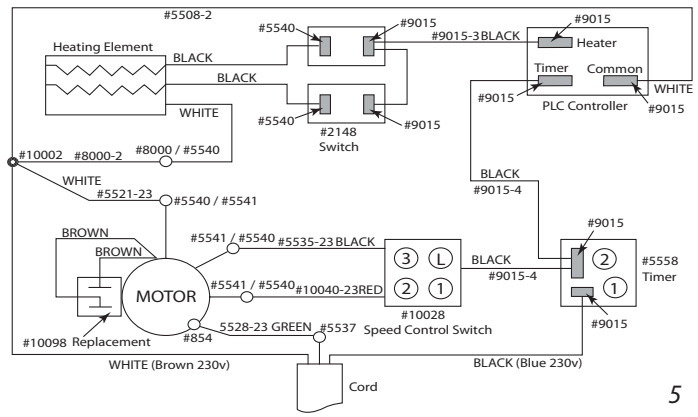 #5508-2
#5540
#9015
#9015
Heating Element
BLACK
#9015-3 BLACK
Heater
BLACK
Timer
Common
#9015
WHITE
WHITE
#5540
#9015
#9015
PLC Controller
#2148
Switch
#10002
#8000-2
#8000 / #5540
WHITE
#5521-23
#5540 / #5541
BLACK
#9015-4
BROWN
BROWN
#5541 / #5540
#5535-23 BLACK
#9015
3
L
BLACK
2
#5558
Timer
MOTOR
#5541 / #5540
#10040-23RED
2
1
#9015-4
1
#10028
#9015
#10098
Replacement
#854
5528-23 GREEN
#5537
Speed Control Switch
WHITE (Brown 230v)
BLACK (Blue 230v)
Cord
5